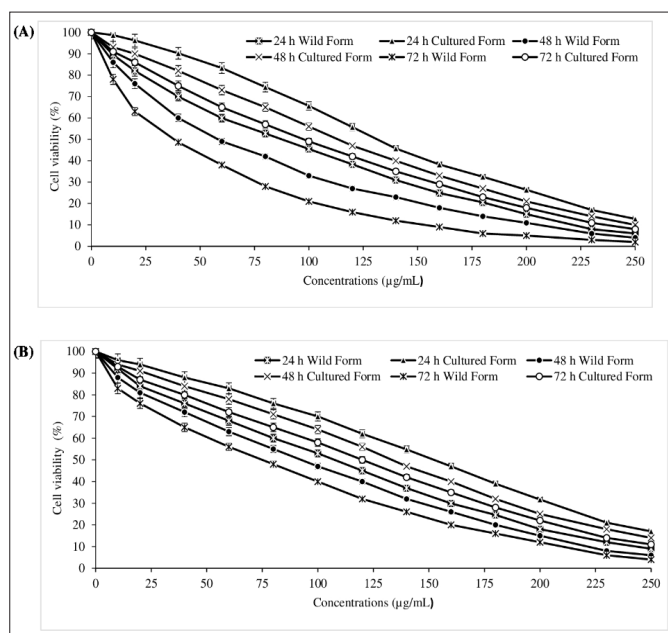 (A)
100
90
80
70
60
50
40
30
20
10
0
Cell viability (%)
24 h Wild Form 24 h Cultured Form 48 h Wild Form
48 h Cultured Form 72 h Wild Form 72 h Cultured Form
0 25 50 75 100 125 150 175 200 225 250
Concentrations (µg/mL)
(B)
100
90
80
70
60
50
40
30
20
10
0
Cell viability (%)
24 h Wild Form 24 h Cultured Form 48 h Wild Form
48 h Cultured Form 72 h Wild Form 72 h Cultured Form
0 25 50 75 100 125 150 175 200 225 250
Concentrations (µg/mL)